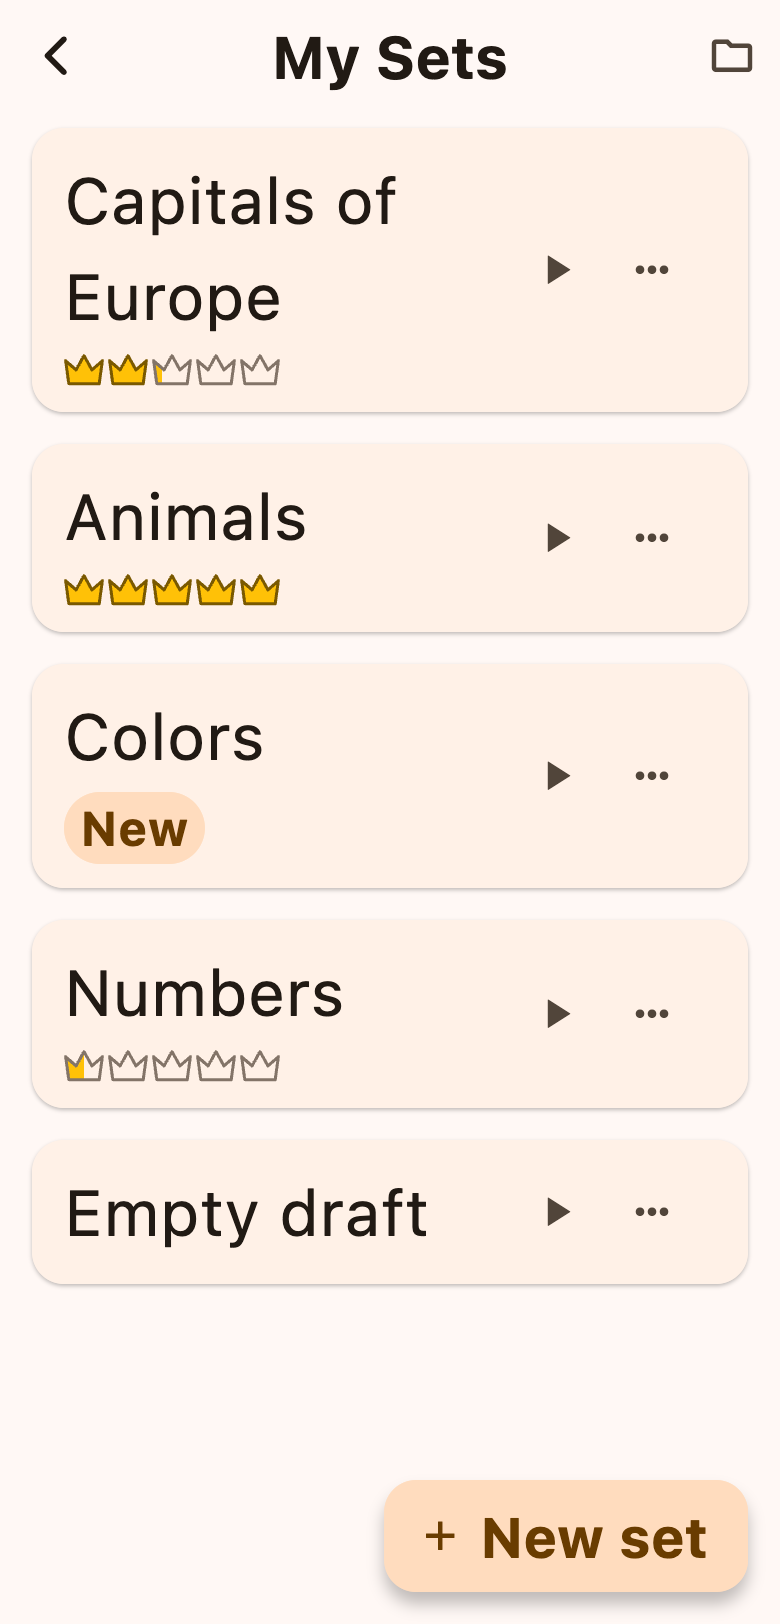 My Sets
Capitals of
Europe
Animals
Colors
New
Numbers
Empty draft
+ New set